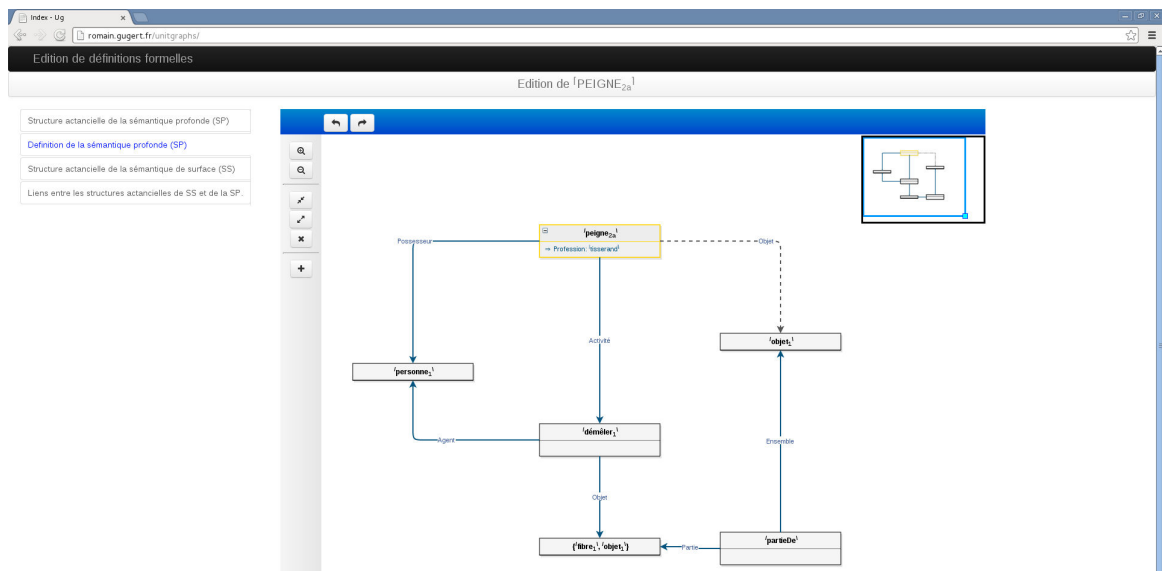 Index - Ug
romain.gugert.fr/unitgraphs/
Edition de définitions formelles
Edition de ⌈PEIGNE2a⌉
Structure actancielle de la sémantique profonde (SP)
Definition de la sémantique profonde (SP)
Structure actancielle de la sémantique de surface (SS)
Liens entre les structures actancielles de SS et de la SP..
/peigne2a\
⇒ Profession: /tisserand\
Possesseur
Objet
Activité
/objet1\
/personne1\
/démêler1\
Agent
Ensemble
Objet
/partieDe\
{/fibre1\, /objet1\}
Partie